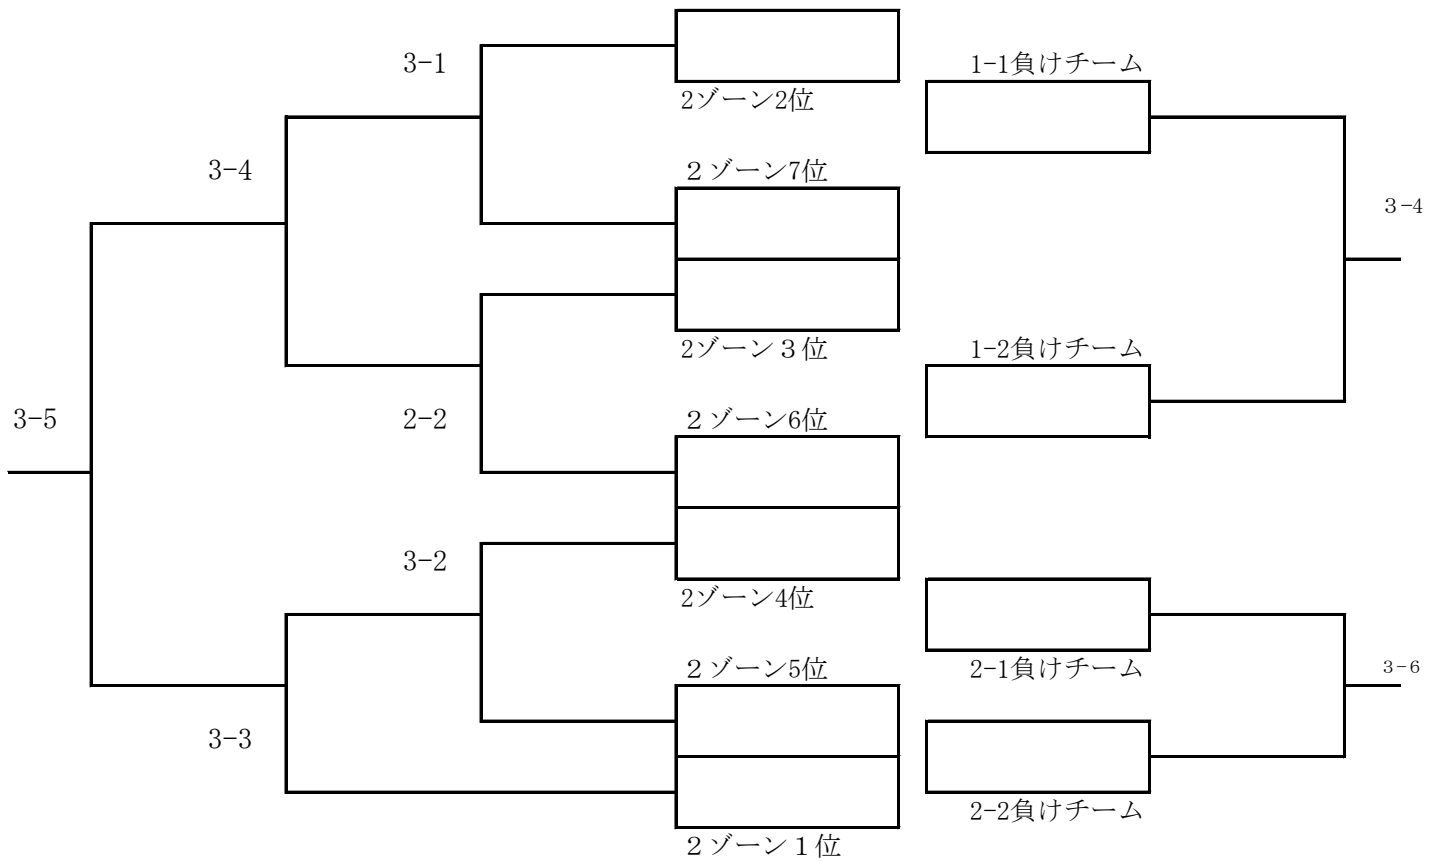 3-1
1-1負けチーム
2ゾーン2位
3-4
２ゾーン7位
３-4
2ゾーン３位
1-2負けチーム
3-5
2-2
２ゾーン6位
3-2
2ゾーン4位
２ゾーン5位
2-1負けチーム
３-６
3-3
2-2負けチーム
２ゾーン１位